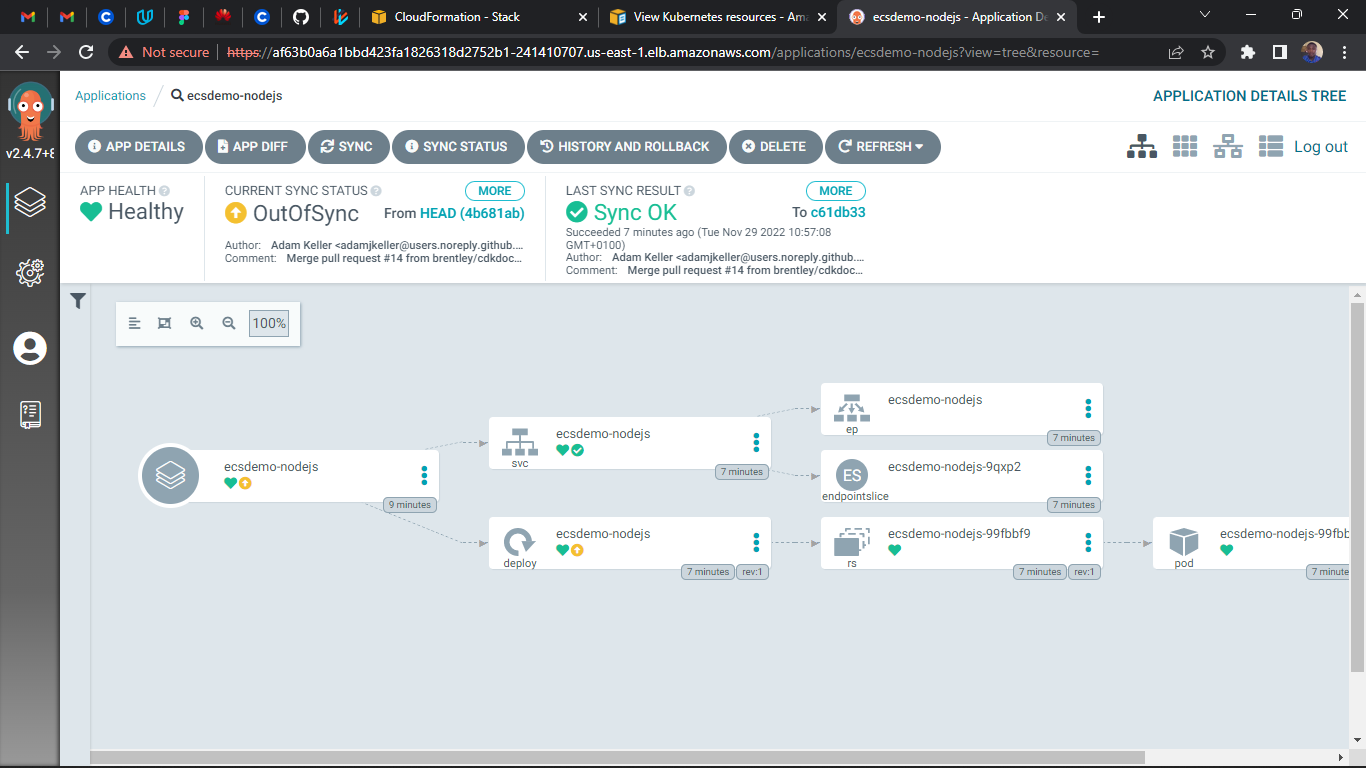 CloudFormation - Stack
View Kubernetes resources - Ama
ecsdemo-nodejs - Application De
Not secure https://af63b0a6a1bbd423fa1826318d2752b1-241410707.us-east-1.elb.amazonaws.com/applications/ecsdemo-nodejs?view=tree&resource=
v2.4.7+8
Applications / ecsdemo-nodejs
APPLICATION DETAILS TREE
APP DETAILS
APP DIFF
SYNC
SYNC STATUS
HISTORY AND ROLLBACK
DELETE
REFRESH
Log out
APP HEALTH
Healthy
CURRENT SYNC STATUS
MORE
OutOfSync
From HEAD (4b681ab)
Author: Adam Keller <adamjkeller@users.noreply.github....
Comment: Merge pull request #14 from brentley/cdkdoc...
LAST SYNC RESULT
MORE
Sync OK
To c61db33
Succeeded 7 minutes ago (Tue Nov 29 2022 10:57:08
GMT+0100)
Author: Adam Keller <adamjkeller@users.noreply.github....
Comment: Merge pull request #14 from brentley/cdkdoc...
100%
ecsdemo-nodejs
9 minutes
svc
ecsdemo-nodejs
7 minutes
deploy
ecsdemo-nodejs
7 minutes
rev:1
ep
ecsdemo-nodejs
7 minutes
ES
endpointslice
ecsdemo-nodejs-9qxp2
7 minutes
rs
ecsdemo-nodejs-99fbbf9
7 minutes
rev:1
pod
ecsdemo-nodejs-99fbb
7 minute